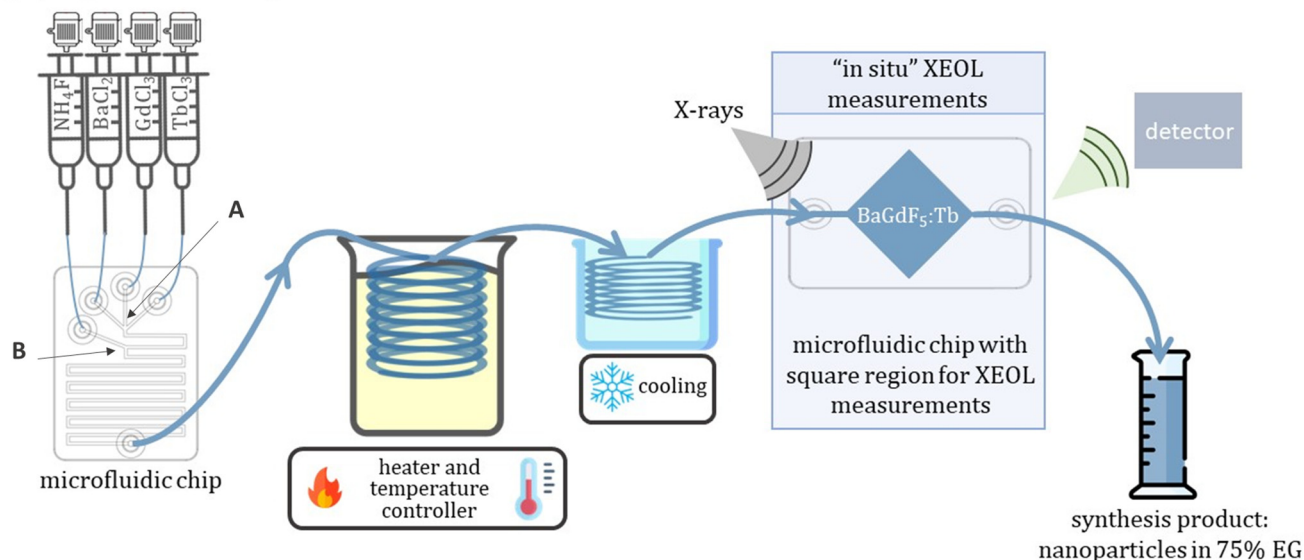 NH₄F
BaCl₂
GdCl₃
TbCl₃
A
B
microfluidic chip
heater and
temperature
controller
cooling
X-rays
“in situ” XEOL
measurements
BaGdF₅:Tb
microfluidic chip with
square region for XEOL
measurements
detector
synthesis product:
nanoparticles in 75% EG